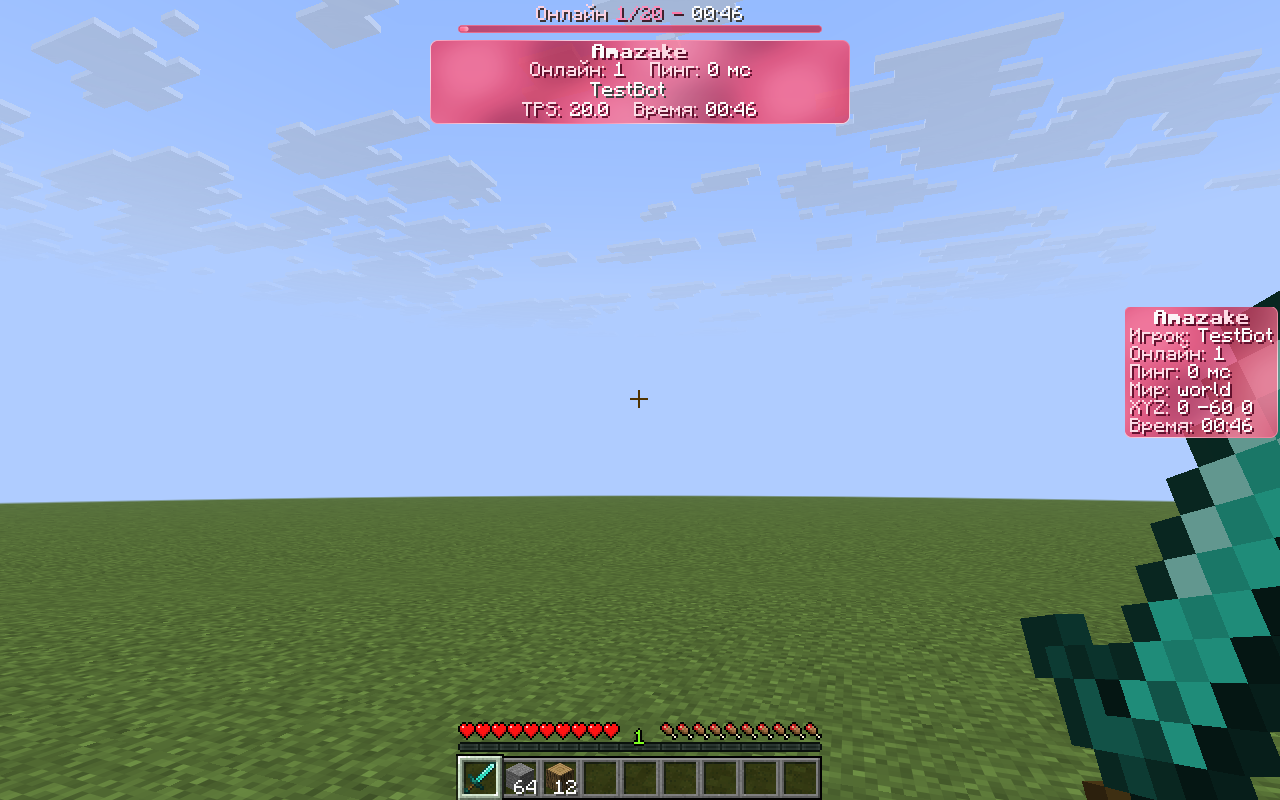 Онлайн 1/20 - 00:46
Amazake
Онлайн: 1 Пинг: 0 мс
TestBot
TPS: 20.0 Время: 00:46
Amazake
Игрок: TestBot
Онлайн: 1
Пинг: 0 мс
Мир: world
XYZ: 0 -60 0
Время: 00:46
1
64 12